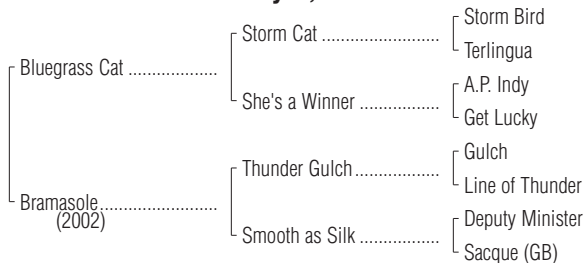 Storm Bird
Storm Cat .....................
Terlingua
Bluegrass Cat ................
A.P. Indy
She's a Winner ...............
Get Lucky
Gulch
Thunder Gulch ...............
Line of Thunder
Bramasole .....................
(2002)
Deputy Minister
Smooth as Silk ...............
Sacque (GB)